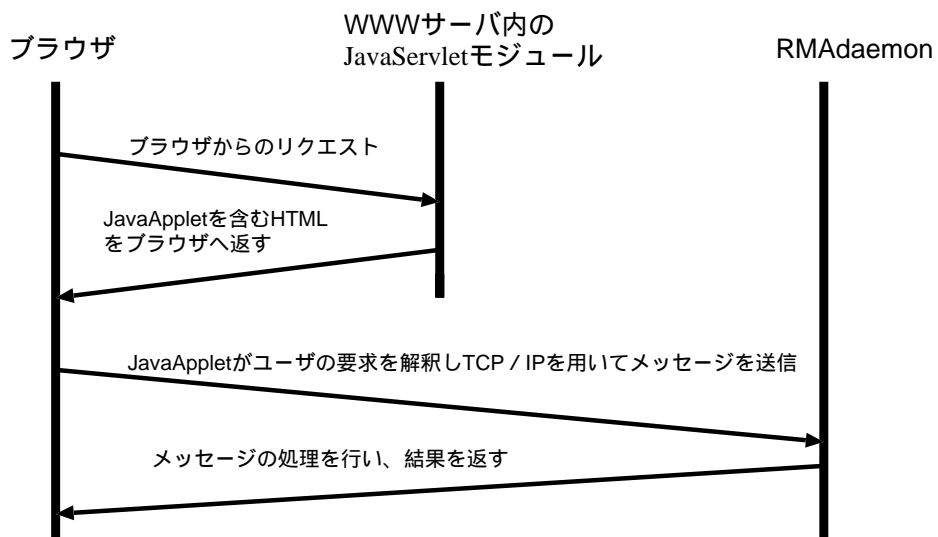 ブラウザ
WWWサーバ内の
JavaServletモジュール
RMAdaemon
ブラウザからのリクエスト
JavaAppletを含むHTML
をブラウザへ返す
JavaAppletがユーザの要求を解釈しTCP / IPを用いてメッセージを送信
メッセージの処理を行い、結果を返す